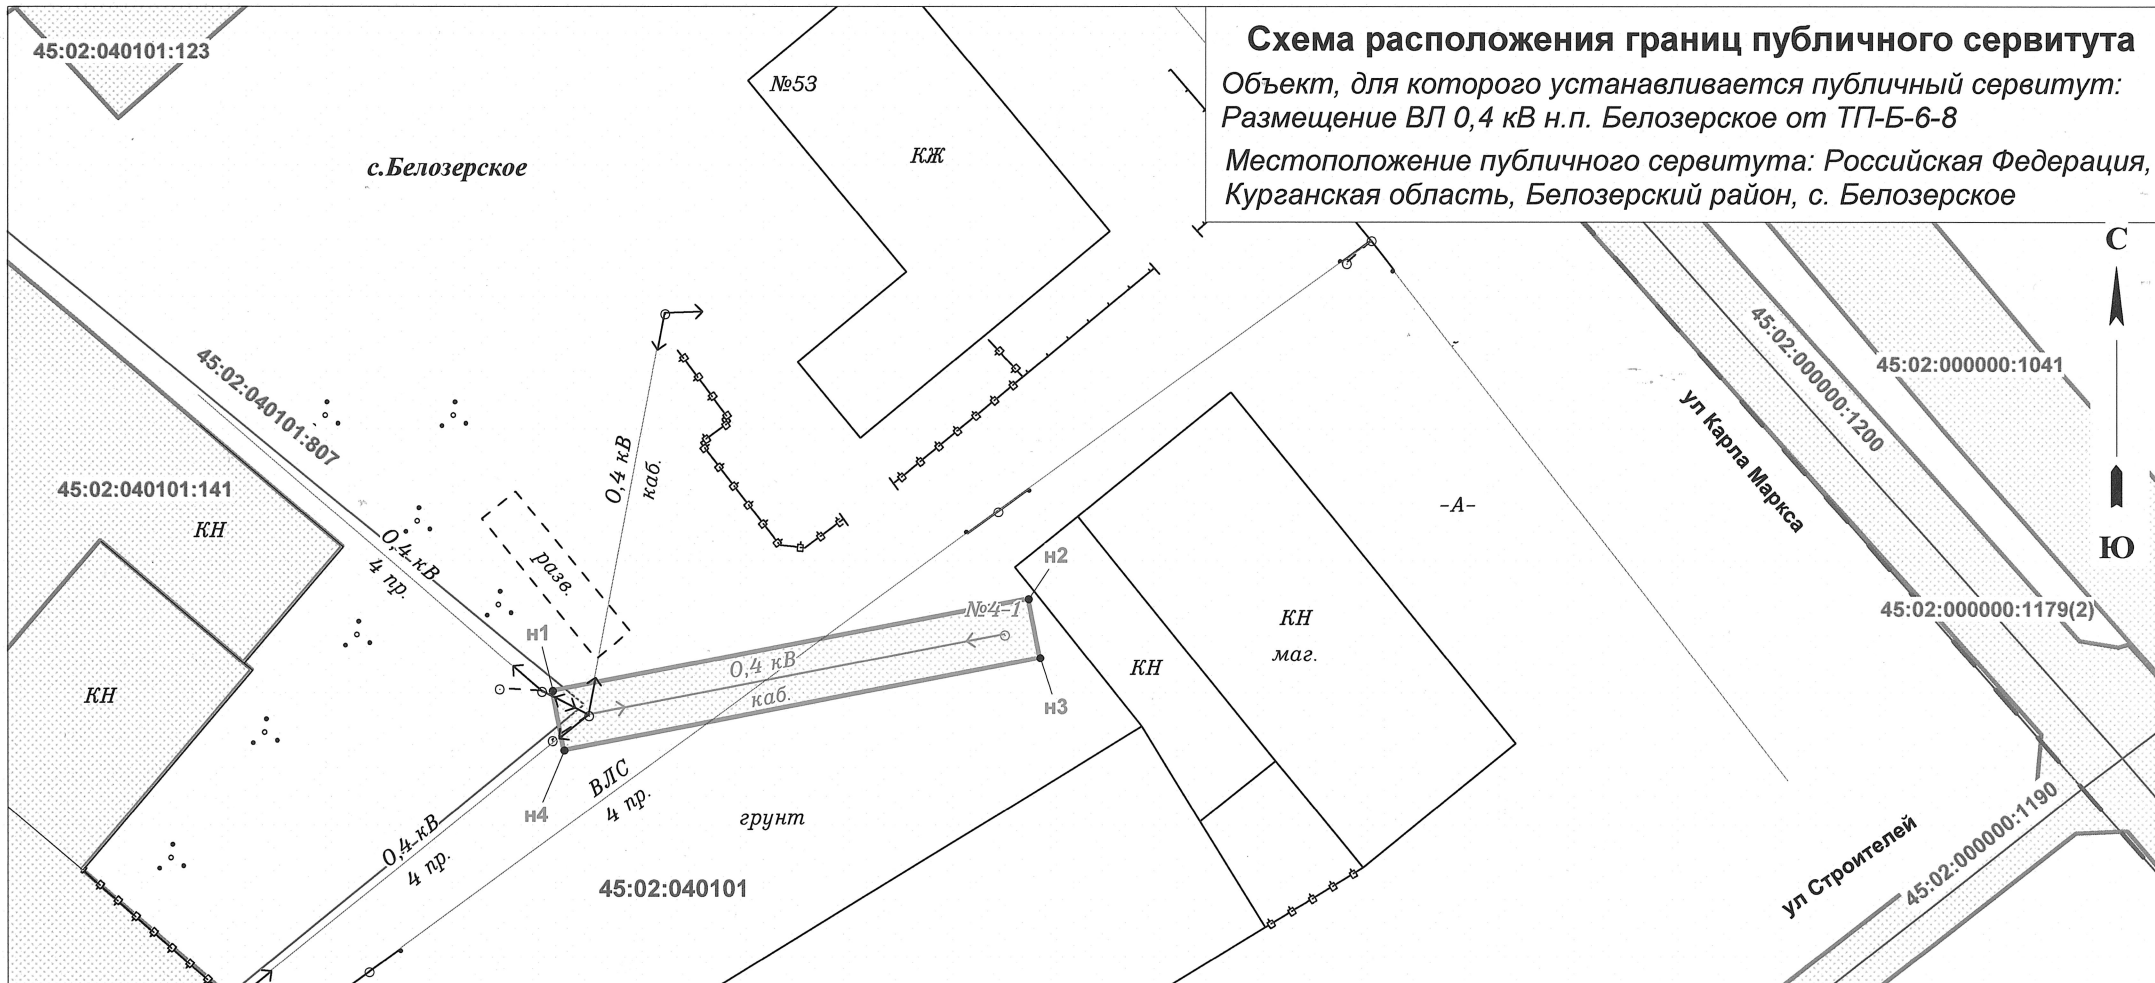 Схема расположения границ публичного сервитута
Объект, для которого устанавливается публичный сервитут:
Размещение ВЛ 0,4 кВ н.п. Белозерское от ТП-Б-6-8
Местоположение публичного сервитута: Российская Федерация,
Курганская область, Белозерский район, с. Белозерское
45:02:040101:123
№53
КЖ
с.Белозерское
С
Ю
45:02:040101:807
45:02:000000:1200
45:02:000000:1041
ул Карла Маркса
45:02:040101:141
КН
0,4 кВ
каб.
-А-
0,4 кВ
4 пр.
разв.
н2
№4-1
45:02:000000:1179(2)
КН
маг.
н1
0,4 кВ
каб.
КН
КН
н3
н4
ВЛС
4 пр.
грунт
0,4 кВ
4 пр.
45:02:040101
ул Строителей
45:02:000000:1190